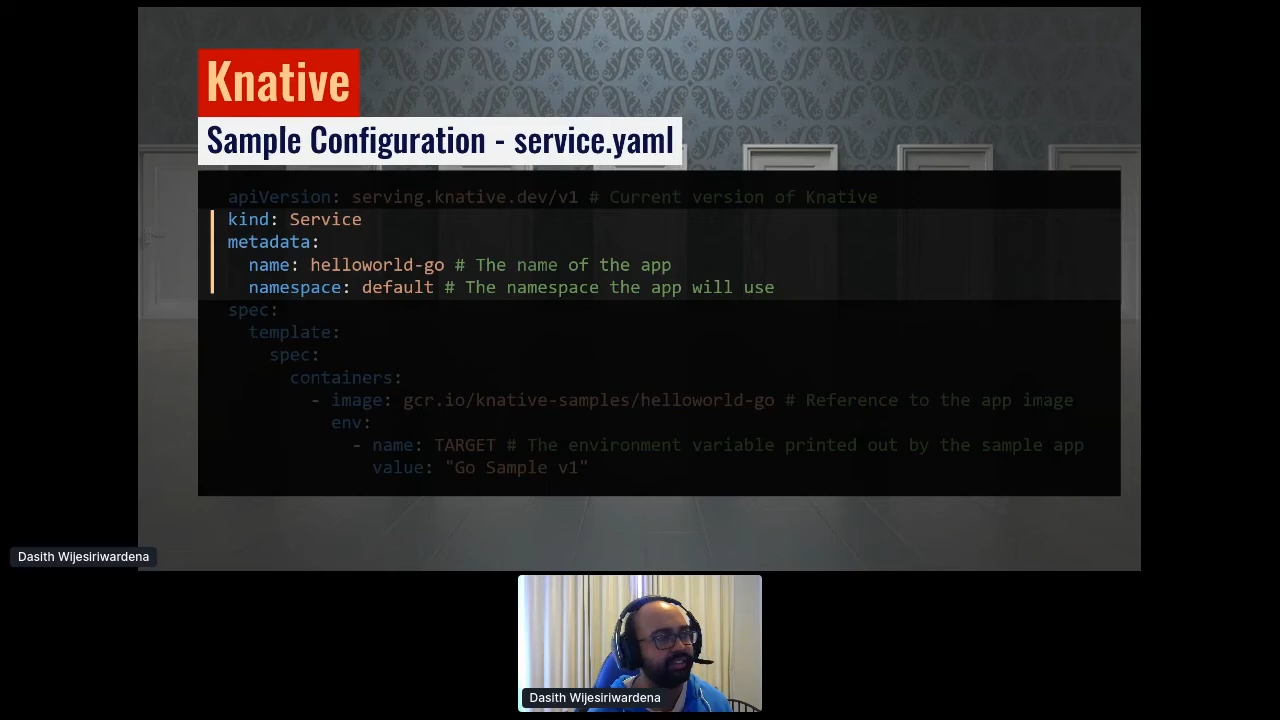 Knative
Sample Configuration - service.yaml
apiVersion: serving.knative.dev/v1 # Current version of Knative
kind: Service
metadata:
  name: helloworld-go # The name of the app
  namespace: default # The namespace the app will use
spec:
  template:
    spec:
      containers:
        - image: gcr.io/knative-samples/helloworld-go # Reference to the app image
          env:
            - name: TARGET # The environment variable printed out by the sample app
              value: "Go Sample v1"
Dasith Wijesiriwardena
Dasith Wijesiriwardena